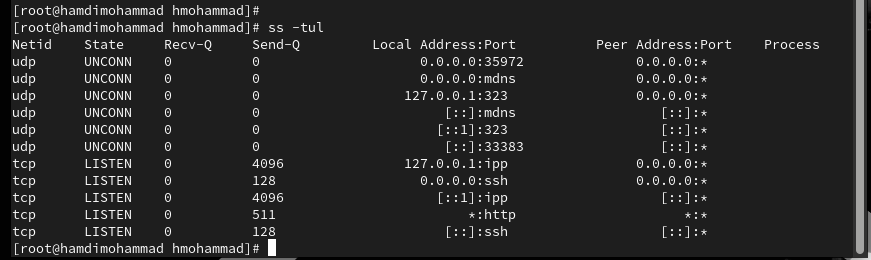 [root@hamdimohammad hmohammad]#
[root@hamdimohammad hmohammad]# ss -tul
Netid State Recv-Q Send-Q Local Address:Port Peer Address:Port Process
udp UNCONN 0 0 0.0.0.0:35972 0.0.0.0:*
udp UNCONN 0 0 0.0.0.0:mdns 0.0.0.0:*
udp UNCONN 0 0 127.0.0.1:323 0.0.0.0:*
udp UNCONN 0 0 [::]:mdns [::]:*
udp UNCONN 0 0 [::1]:323 [::]:*
udp UNCONN 0 0 [::]:33383 [::]:*
tcp LISTEN 0 4096 127.0.0.1:ipp 0.0.0.0:*
tcp LISTEN 0 128 0.0.0.0:ssh 0.0.0.0:*
tcp LISTEN 0 4096 [::1]:ipp [::]:*
tcp LISTEN 0 511 *:http *:*
tcp LISTEN 0 128 [::]:ssh [::]:*
[root@hamdimohammad hmohammad]#